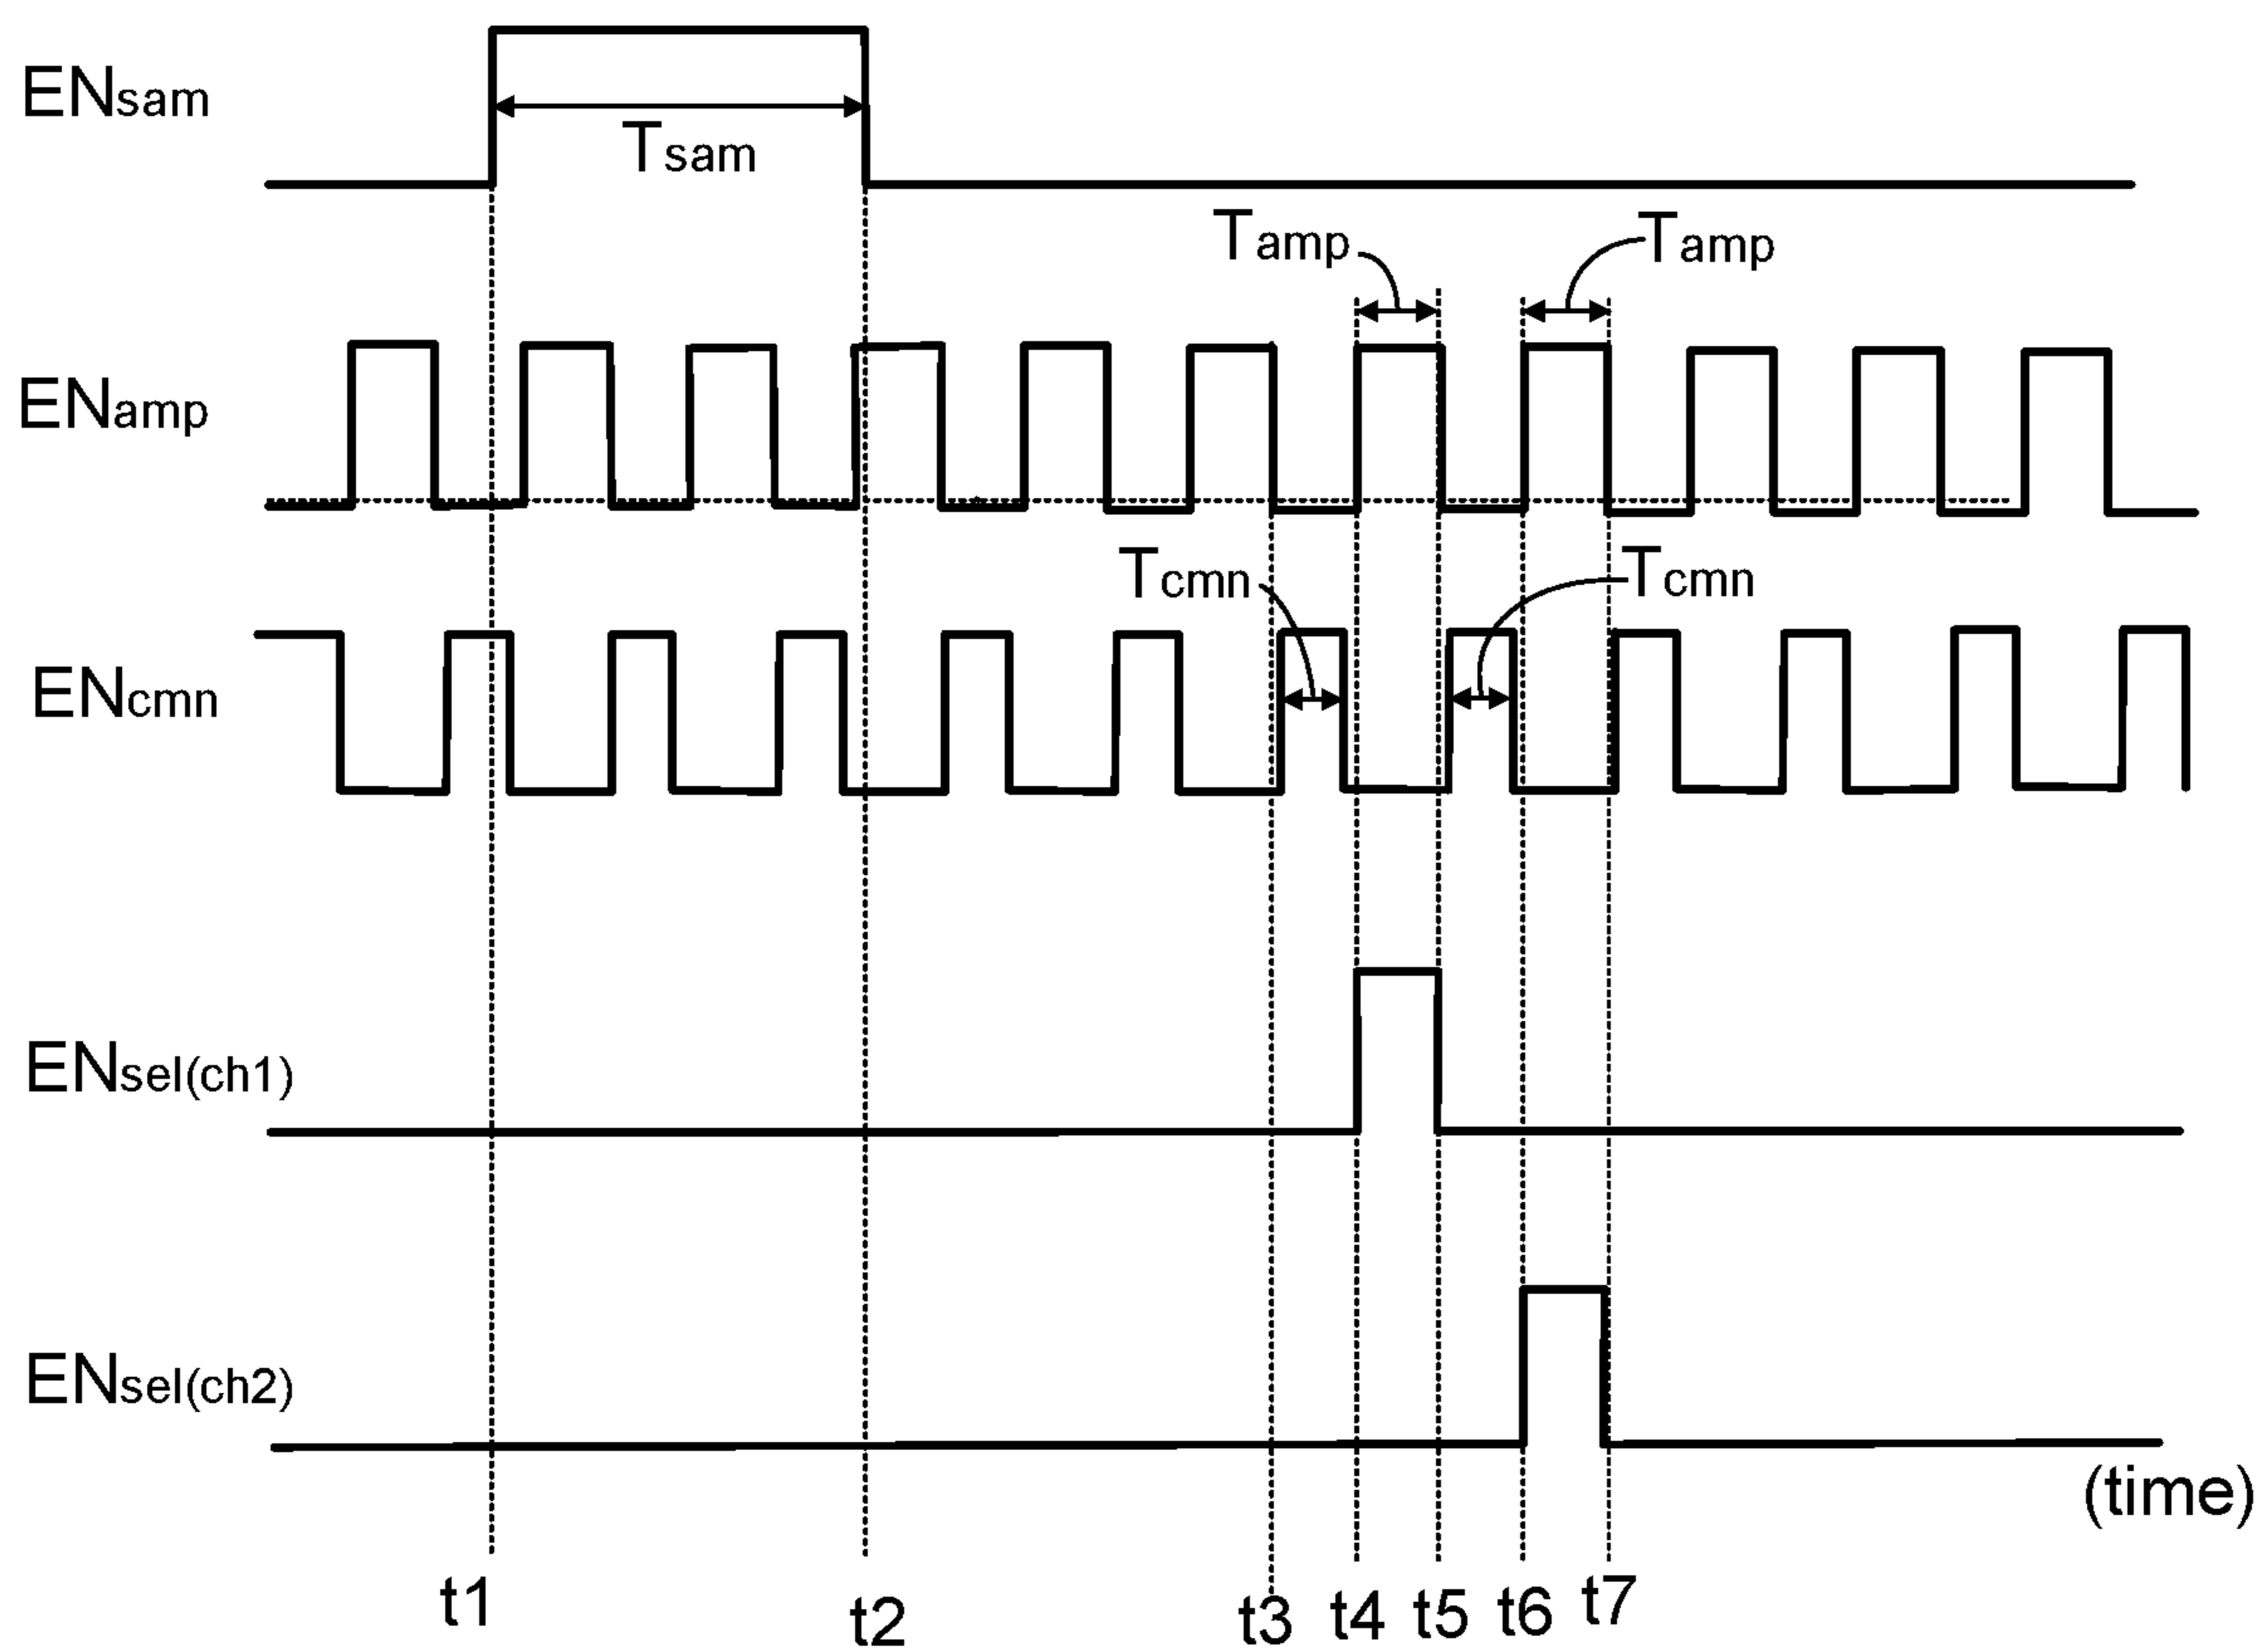 ENsam
Tsam
Tamp Tamp
ENamp
Tcmn Tcmn
ENcmn
ENsel(ch1)
ENsel(ch2)
(time)
t1 t2 t3 t4 t5 t6 t7